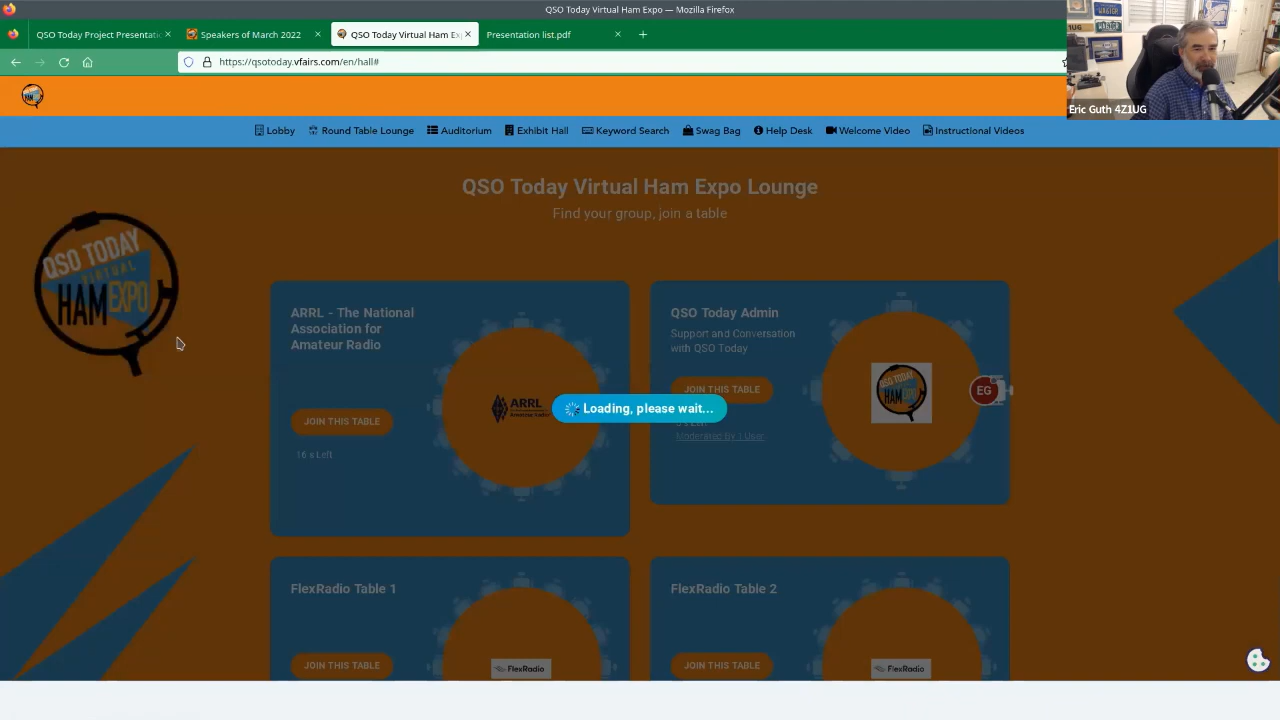 QSO Today Virtual Ham Expo — Mozilla Firefox
QSO Today Project Presentatio
Speakers of March 2022
QSO Today Virtual Ham Ex
Presentation list.pdf
https://qsotoday.vfairs.com/en/hall#
Eric Guth 4Z1UG
Lobby
Round Table Lounge
Auditorium
Exhibit Hall
Keyword Search
Swag Bag
Help Desk
Welcome Video
Instructional Videos
QSO Today Virtual Ham Expo Lounge
Find your group, join a table
QSO TODAY
VIRTUAL
HAM EXPO
ARRL - The National
Association for
Amateur Radio
JOIN THIS TABLE
16 s Left
ARRL
QSO Today Admin
Support and Conversation
with QSO Today
JOIN THIS TABLE
Moderated by 1 User
EG
Loading, please wait...
FlexRadio Table 1
JOIN THIS TABLE
FlexRadio
FlexRadio Table 2
JOIN THIS TABLE
FlexRadio